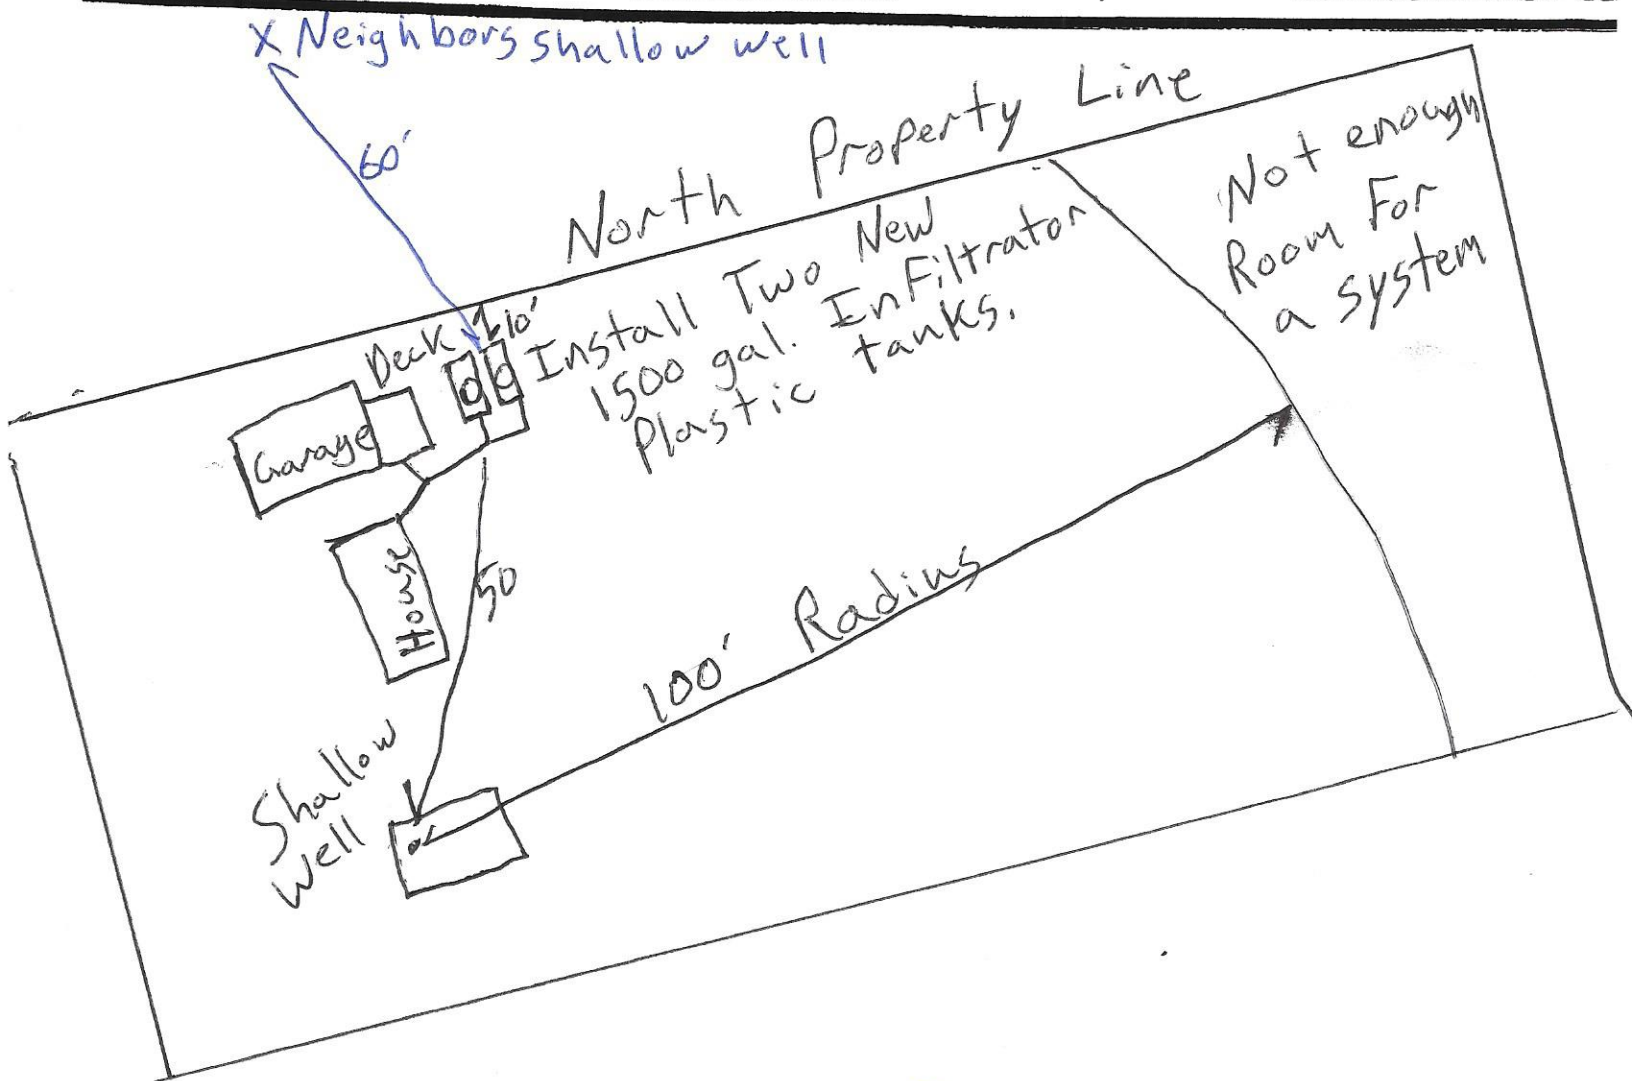 X Neighbors shallow well
60'
North Property Line
Not enough
Room For
a system
Install Two New
1500 gal. InFiltrator
Plastic tanks.
Deck
10'
Garage
House
50
100' Radius
Shallow
well